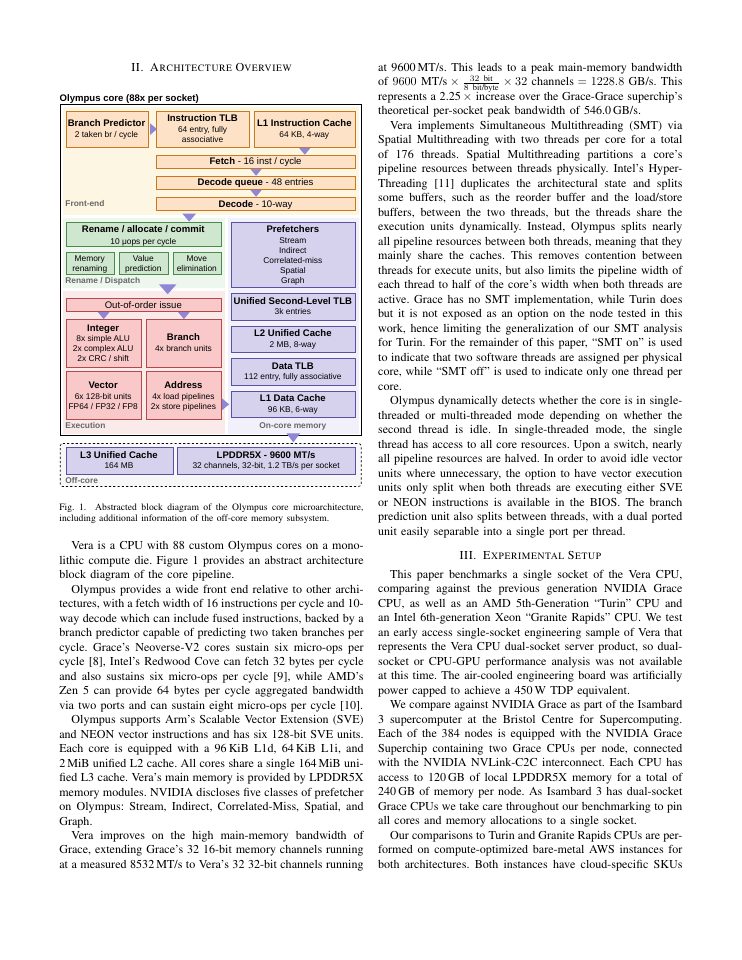 II. ARCHITECTURE OVERVIEW
Olympus core (88x per socket)
Branch Predictor
2 taken br / cycle
Instruction TLB
64 entry, fully
associative
L1 Instruction Cache
64 KB, 4-way
Fetch - 16 inst / cycle
Decode queue - 48 entries
Decode - 10-way
Front-end
Rename / allocate / commit
10 μops per cycle
Memory
renaming
Value
prediction
Move
elimination
Rename / Dispatch
Prefetchers
Stream
Indirect
Correlated-miss
Spatial
Graph
Out-of-order issue
Integer
8x simple ALU
2x complex ALU
2x CRC / shift
Branch
4x branch units
Vector
6x 128-bit units
FP64 / FP32 / FP8
Address
4x load pipelines
2x store pipelines
Execution
Unified Second-Level TLB
3k entries
L2 Unified Cache
2 MB, 8-way
Data TLB
112 entry, fully associative
L1 Data Cache
96 KB, 6-way
On-core memory
L3 Unified Cache
164 MB
LPDDR5X - 9600 MT/s
32 channels, 32-bit, 1.2 TB/s per socket
Off-core
Fig. 1. Abstracted block diagram of the Olympus core microarchitecture,
including additional information of the off-core memory subsystem.
Vera is a CPU with 88 custom Olympus cores on a mono-
lithic compute die. Figure 1 provides an abstract architecture
block diagram of the core pipeline.
Olympus provides a wide front end relative to other archi-
tectures, with a fetch width of 16 instructions per cycle and 10-
way decode which can include fused instructions, backed by a
branch predictor capable of predicting two taken branches per
cycle. Grace's Neoverse-V2 cores sustain six micro-ops per
cycle [8], Intel's Redwood Cove can fetch 32 bytes per cycle
and also sustains six micro-ops per cycle [9], while AMD's
Zen 5 can provide 64 bytes per cycle aggregated bandwidth
via two ports and can sustain eight micro-ops per cycle [10].
Olympus supports Arm's Scalable Vector Extension (SVE)
and NEON vector instructions and has six 128-bit SVE units.
Each core is equipped with a 96 KiB L1d, 64 KiB L1i, and
2 MiB unified L2 cache. All cores share a single 164 MiB uni-
fied L3 cache. Vera's main memory is provided by LPDDR5X
memory modules. NVIDIA discloses five classes of prefetcher
on Olympus: Stream, Indirect, Correlated-Miss, Spatial, and
Graph.
Vera improves on the high main-memory bandwidth of
Grace, extending Grace's 32 16-bit memory channels running
at a measured 8532 MT/s to Vera's 32 32-bit channels running
at 9600 MT/s. This leads to a peak main-memory bandwidth
of 9600 MT/s × 32 bit / 8 bit/byte × 32 channels = 1228.8 GB/s. This
represents a 2.25 × increase over the Grace-Grace superchip's
theoretical per-socket peak bandwidth of 546.0 GB/s.
Vera implements Simultaneous Multithreading (SMT) via
Spatial Multithreading with two threads per core for a total
of 176 threads. Spatial Multithreading partitions a core's
pipeline resources between threads physically. Intel's Hyper-
Threading [11] duplicates the architectural state and splits
some buffers, such as the reorder buffer and the load/store
buffers, between the two threads, but the threads share the
execution units dynamically. Instead, Olympus splits nearly
all pipeline resources between both threads, meaning that they
mainly share the caches. This removes contention between
threads for execute units, but also limits the pipeline width of
each thread to half of the core's width when both threads are
active. Grace has no SMT implementation, while Turin does
but it is not exposed as an option on the node tested in this
work, hence limiting the generalization of our SMT analysis
for Turin. For the remainder of this paper, "SMT on" is used
to indicate that two software threads are assigned per physical
core, while "SMT off" is used to indicate only one thread per
core.
Olympus dynamically detects whether the core is in single-
threaded or multi-threaded mode depending on whether the
second thread is idle. In single-threaded mode, the single
thread has access to all core resources. Upon a switch, nearly
all pipeline resources are halved. In order to avoid idle vector
units where unnecessary, the option to have vector execution
units only split when both threads are executing either SVE
or NEON instructions is available in the BIOS. The branch
prediction unit also splits between threads, with a dual ported
unit easily separable into a single port per thread.
III. EXPERIMENTAL SETUP
This paper benchmarks a single socket of the Vera CPU,
comparing against the previous generation NVIDIA Grace
CPU, as well as an AMD 5th-Generation "Turin" CPU and
an Intel 6th-generation Xeon "Granite Rapids" CPU. We test
an early access single-socket engineering sample of Vera that
represents the Vera CPU dual-socket server product, so dual-
socket or CPU-GPU performance analysis was not available
at this time. The air-cooled engineering board was artificially
power capped to achieve a 450 W TDP equivalent.
We compare against NVIDIA Grace as part of the Isambard
3 supercomputer at the Bristol Centre for Supercomputing.
Each of the 384 nodes is equipped with the NVIDIA Grace
Superchip containing two Grace CPUs per node, connected
with the NVIDIA NVLink-C2C interconnect. Each CPU has
access to 120 GB of local LPDDR5X memory for a total of
240 GB of memory per node. As Isambard 3 has dual-socket
Grace CPUs we take care throughout our benchmarking to pin
all cores and memory allocations to a single socket.
Our comparisons to Turin and Granite Rapids CPUs are per-
formed on compute-optimized bare-metal AWS instances for
both architectures. Both instances have cloud-specific SKUs